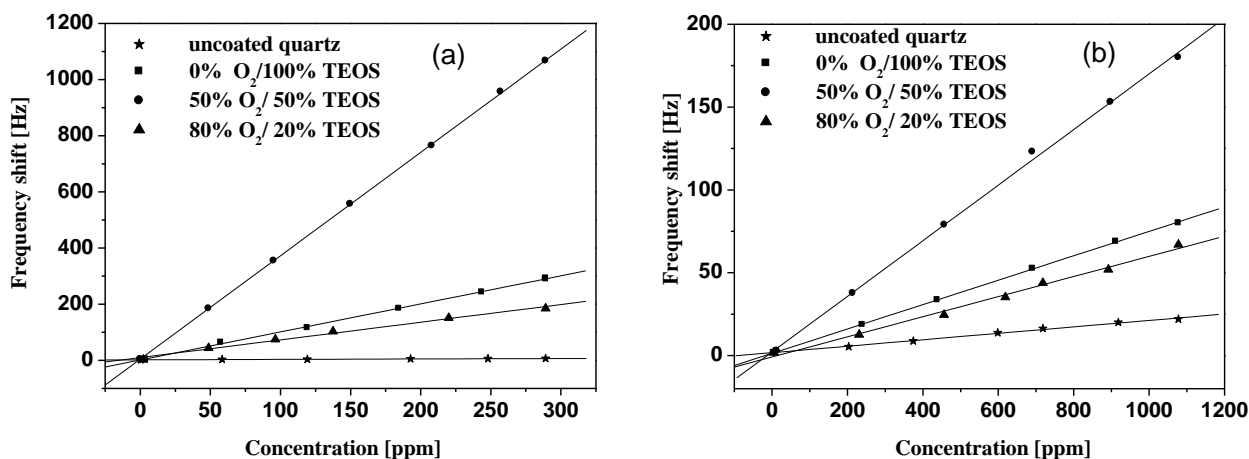 1200
1000
800
600
400
200
0
0 50 100 150 200 250 300
Frequency shift [Hz]
Concentration [ppm]
(a)
uncoated quartz
0% O2/100% TEOS
50% O2/ 50% TEOS
80% O2/ 20% TEOS
200
150
100
50
0
0 200 400 600 800 1000 1200
Frequency shift [Hz]
Concentration [ppm]
(b)
uncoated quartz
0% O2/100% TEOS
50% O2/ 50% TEOS
80% O2/ 20% TEOS